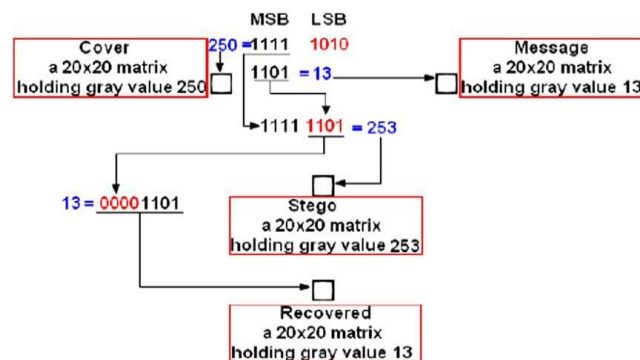 MSB LSB
Cover
a 20x20 matrix
holding gray value 250
250 = 1111 1010
1101 = 13
Message
a 20x20 matrix
holding gray value 13
1111 1101 = 253
13 = 00001101
Stego
a 20x20 matrix
holding gray value 253
Recovered
a 20x20 matrix
holding gray value 13